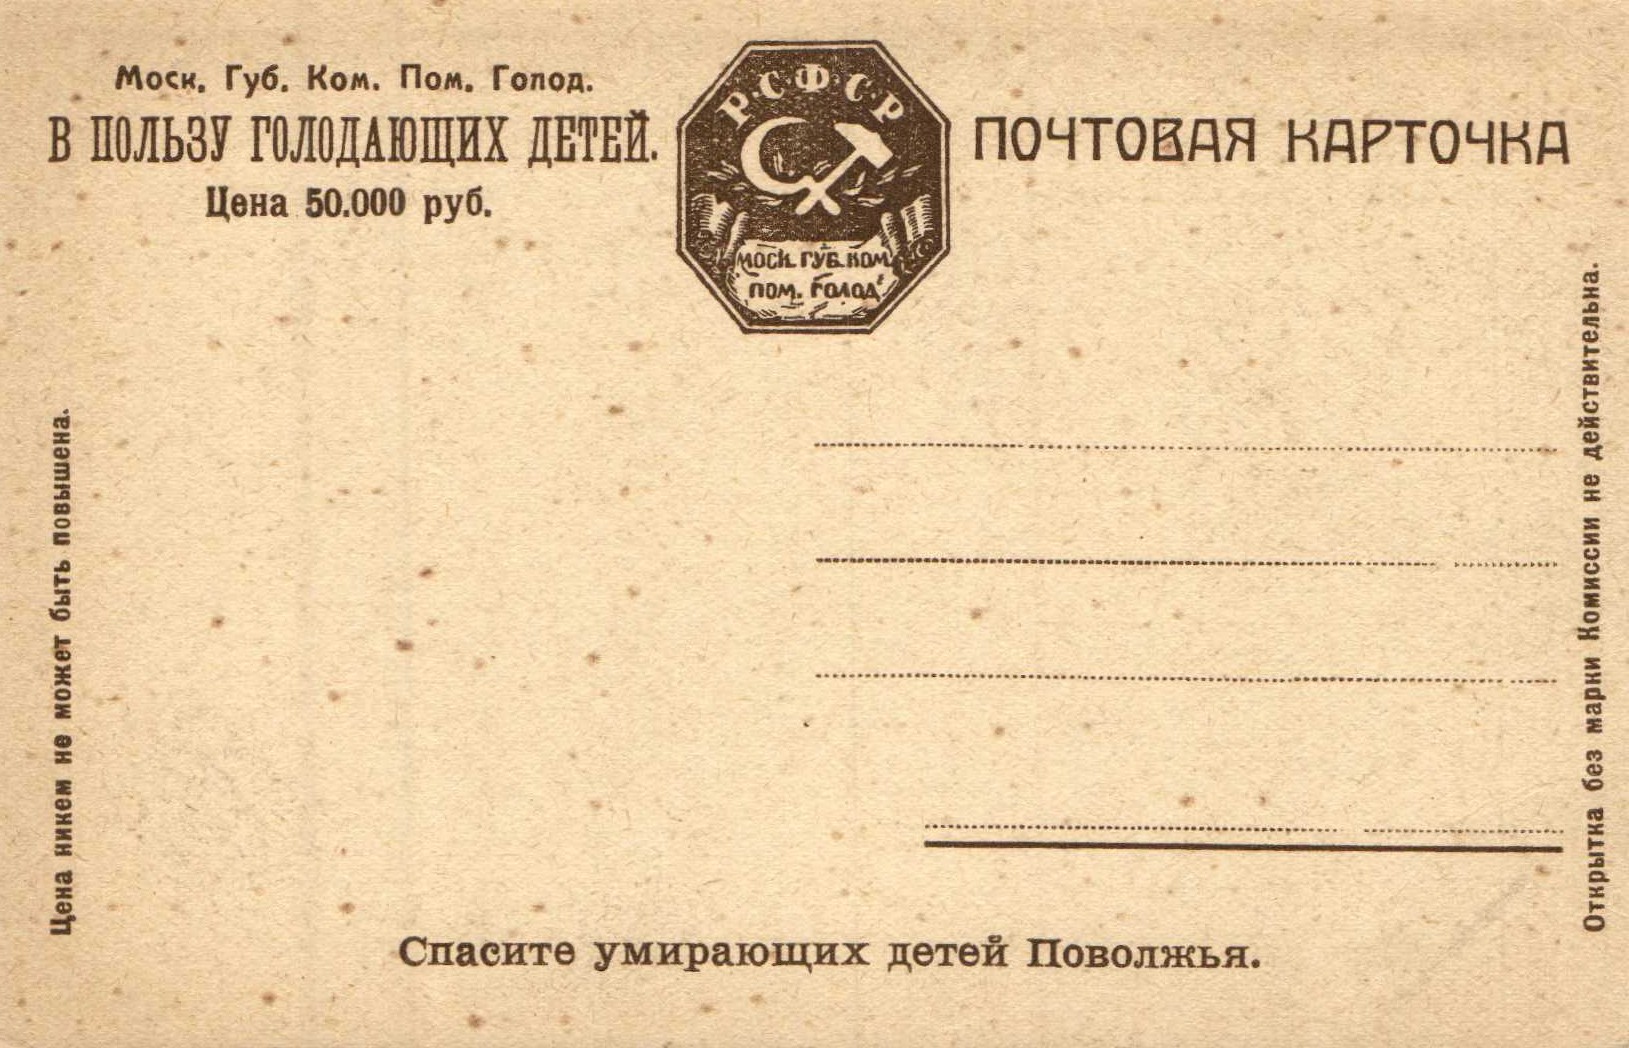 Моск. Губ. Ком. Пом. Голод.
В ПОЛЬЗУ ГОЛОДАЮЩИХ ДЕТЕЙ.
Цена 50.000 руб.
Р·С·Ф·С·Р
МОСК. ГУБ. КОМ.
ПОМ. ГОЛОД.
ПОЧТОВАЯ КАРТОЧКА
Цена никем не может быть повышена.
Открытка без марки Комиссии не действительна.
Спасите умирающих детей Поволжья.